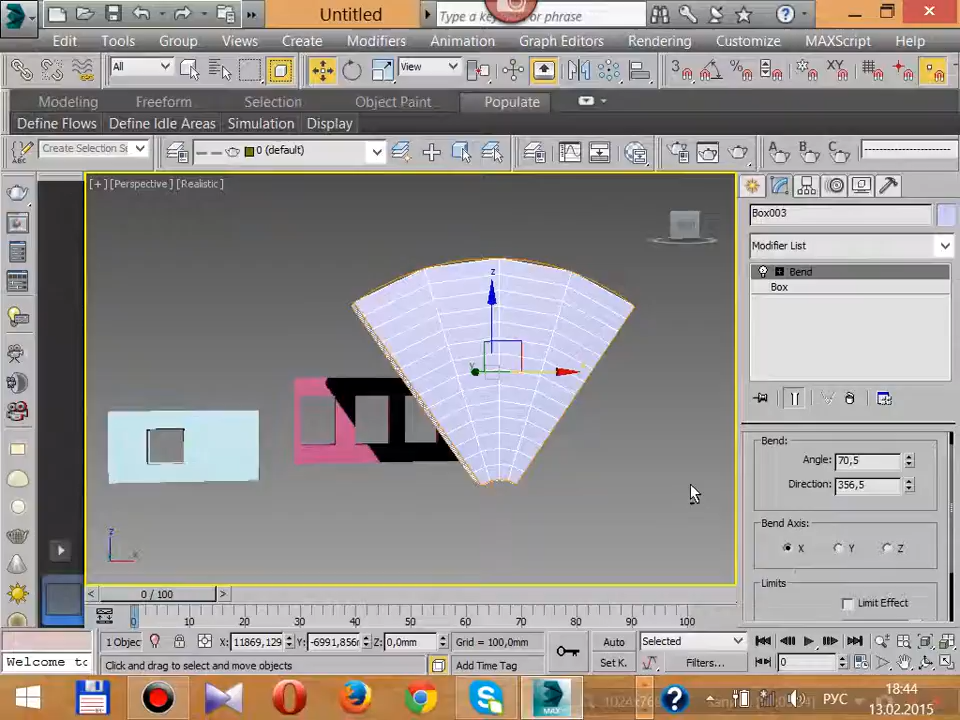 Untitled
Type a keyword or phrase
Edit Tools Group Views Create Modifiers Animation Graph Editors Rendering Customize MAXScript Help
All View
Modeling Freeform Selection Object Paint Populate
Define Flows Define Idle Areas Simulation Display
Create Selection Se 0 (default)
[+] [Perspective] [Realistic]
Box003
Modifier List
Bend
Box
Bend:
Angle: 70,5
Direction: 356,5
Bend Axis:
X Y Z
Limits
Limit Effect
z
x
z
0 / 100
0 10 20 30 40 50 60 70 80 90 100
1 Object X: 11869,129 Y: -6991,856 Z: 0,0mm Grid = 100,0mm Auto Selected
Welcome to Click and drag to select and move objects Add Time Tag Set K. Filters... 0
MAX РУС 18:44
13.02.2015